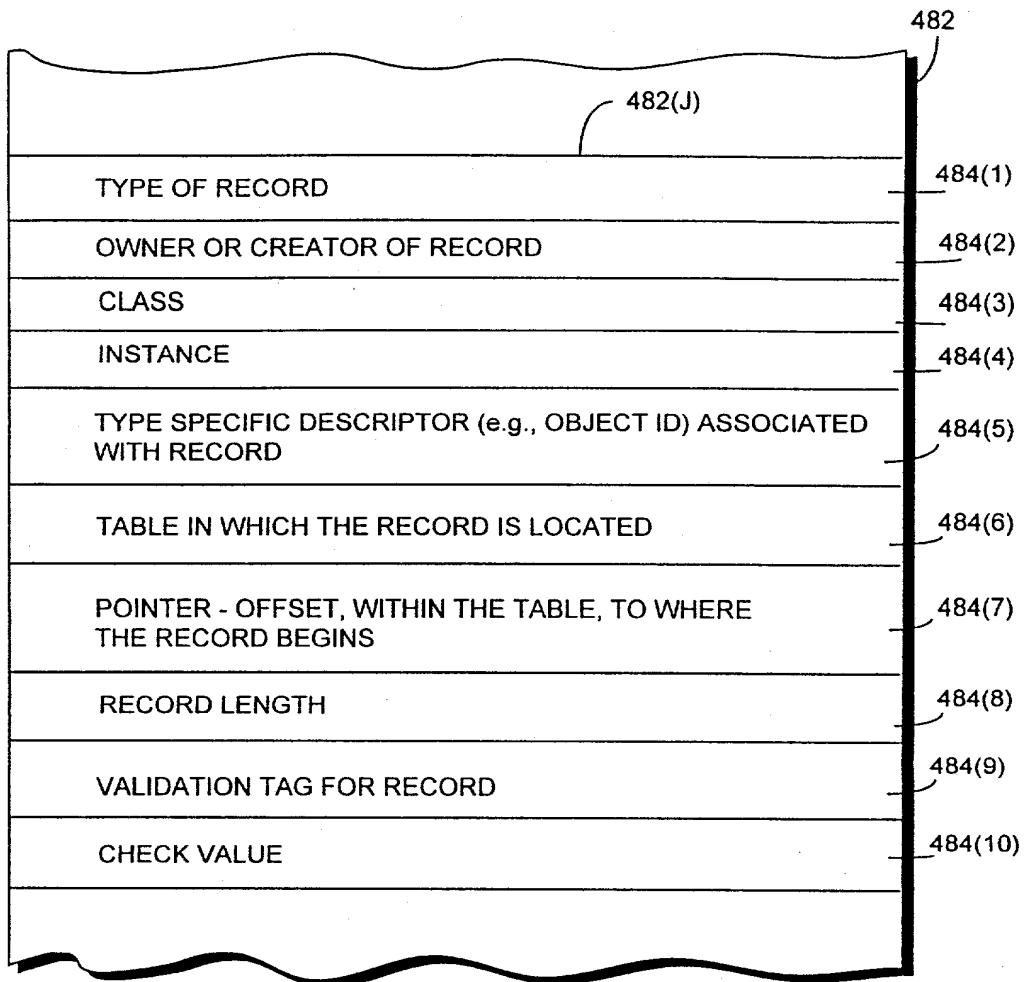 482
482(J)
TYPE OF RECORD
484(1)
OWNER OR CREATOR OF RECORD
484(2)
CLASS
484(3)
INSTANCE
484(4)
TYPE SPECIFIC DESCRIPTOR (e.g., OBJECT ID) ASSOCIATED
WITH RECORD
484(5)
TABLE IN WHICH THE RECORD IS LOCATED
484(6)
POINTER - OFFSET, WITHIN THE TABLE, TO WHERE
THE RECORD BEGINS
484(7)
RECORD LENGTH
484(8)
VALIDATION TAG FOR RECORD
484(9)
CHECK VALUE
484(10)